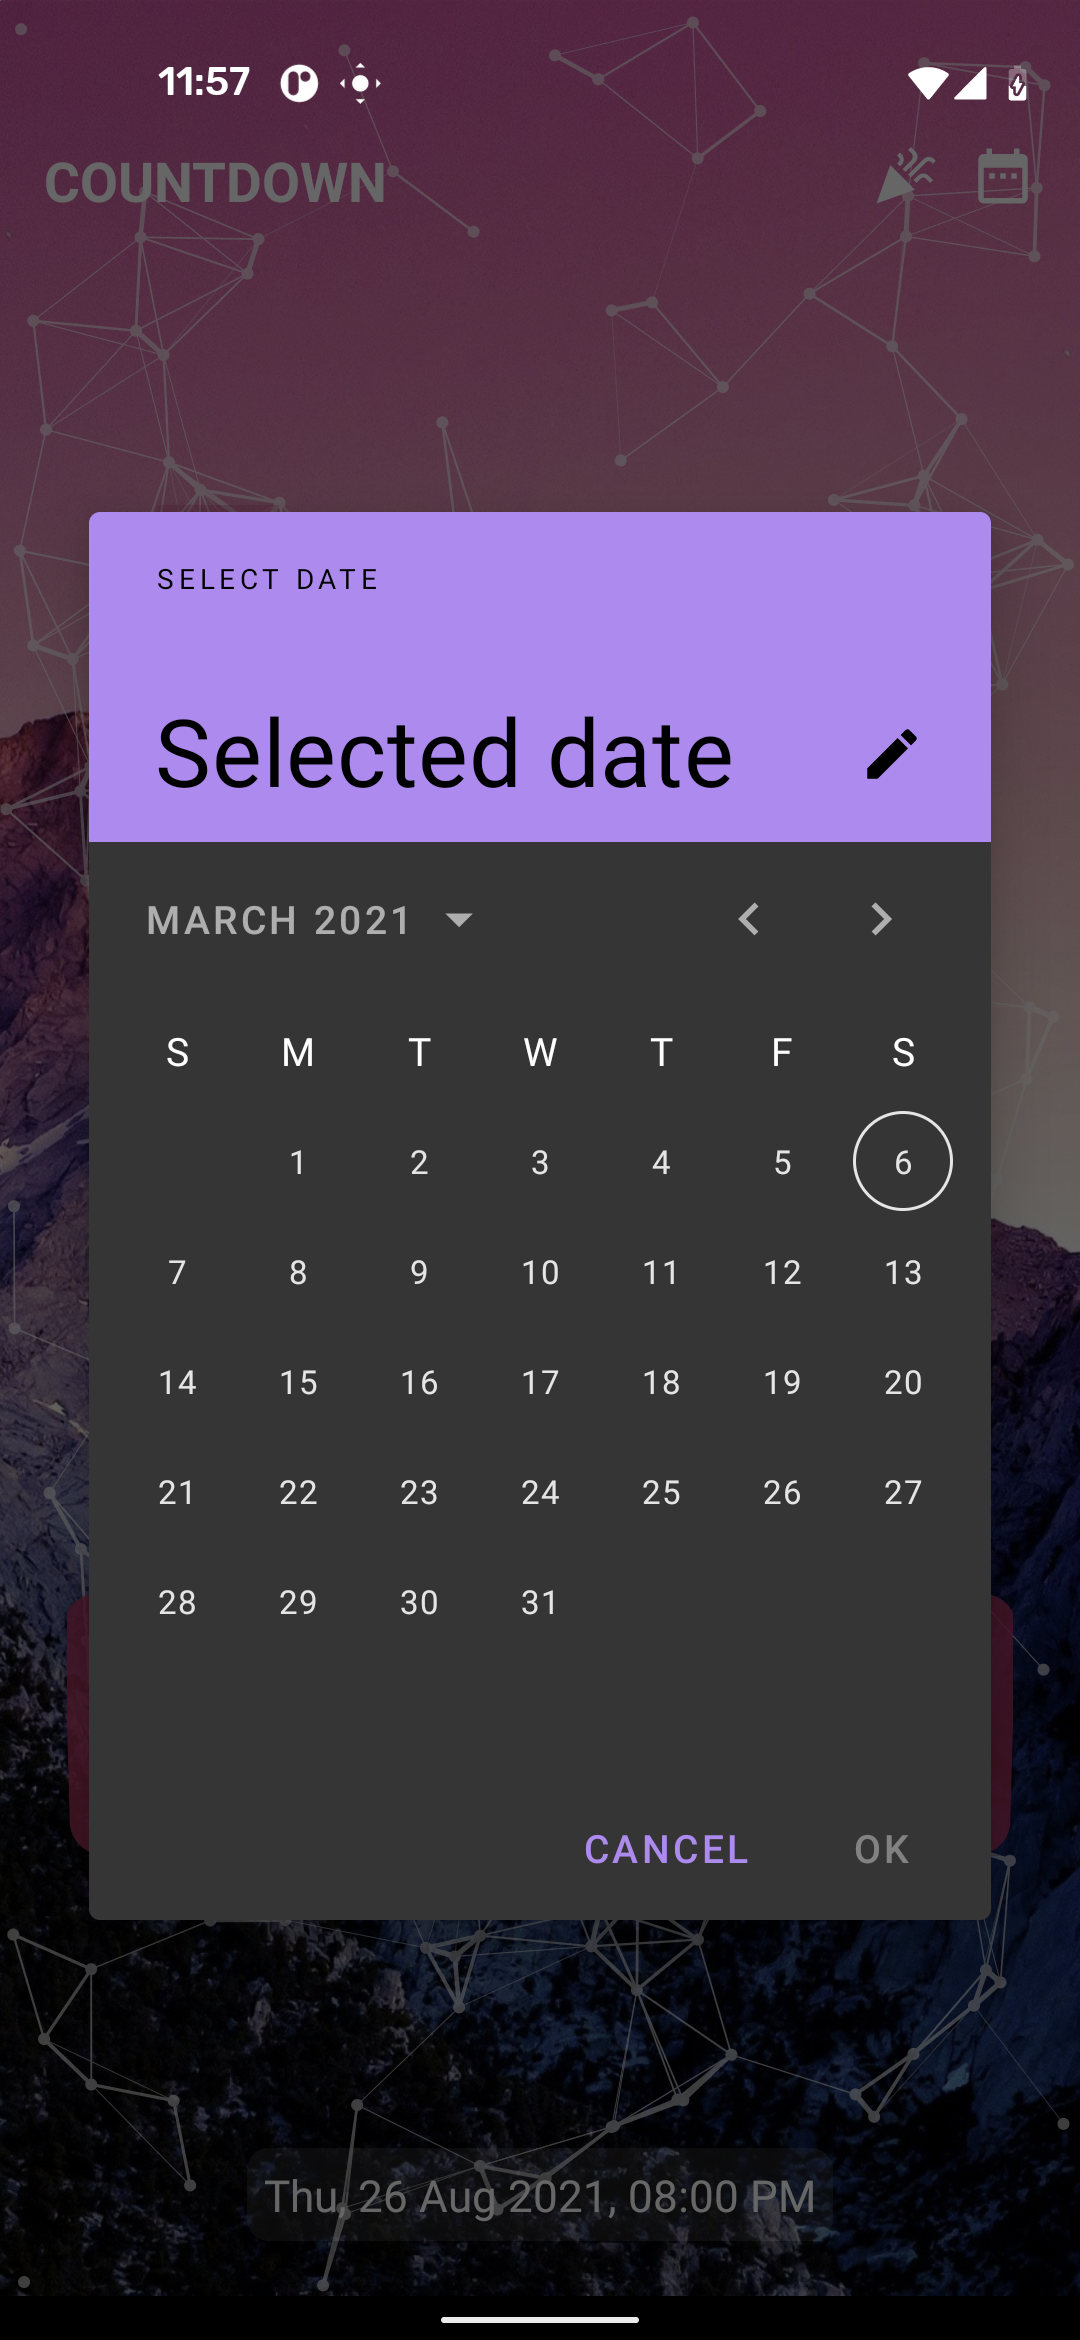 11:57
COUNTDOWN
SELECT DATE
Selected date
MARCH 2021
S M T W T F S
1 2 3 4 5 6
7 8 9 10 11 12 13
14 15 16 17 18 19 20
21 22 23 24 25 26 27
28 29 30 31
CANCEL OK
Thu, 26 Aug 2021, 08:00 PM